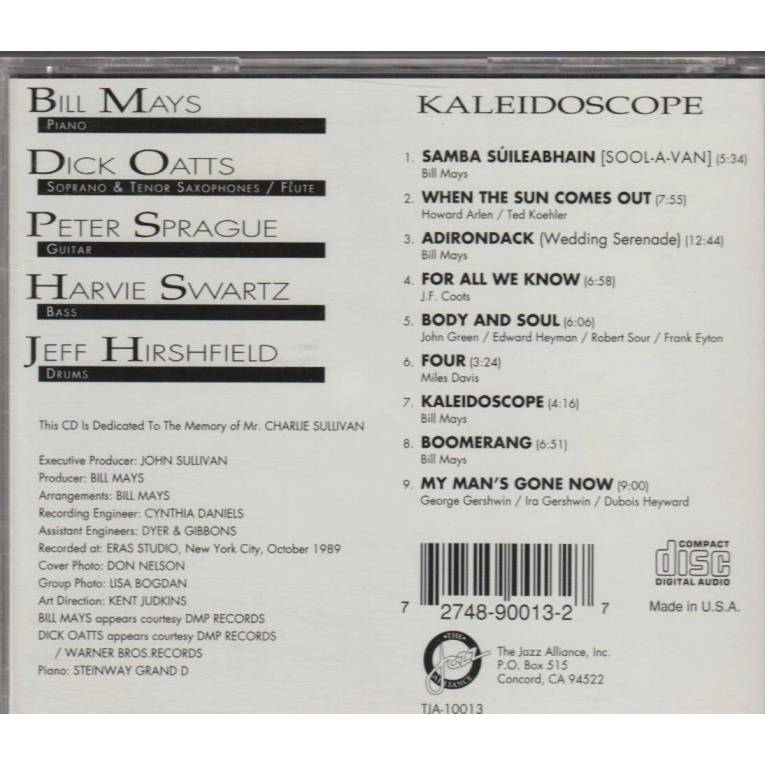 BILL MAYS
PIANO
DICK OATTS
SOPRANO & TENOR SAXOPHONES / FLUTE
PETER SPRAGUE
GUITAR
HARVIE SWARTZ
BASS
JEFF HIRSHFIELD
DRUMS
This CD Is Dedicated To The Memory of Mr. CHARLIE SULLIVAN
Executive Producer: JOHN SULLIVAN
Producer: BILL MAYS
Arrangements: BILL MAYS
Recording Engineer: CYNTHIA DANIELS
Assistant Engineers: DYER & GIBBONS
Recorded at: ERAS STUDIO, New York City, October 1989
Cover Photo: DON NELSON
Group Photo: LISA BOGDAN
Art Direction: KENT JUDKINS
BILL MAYS appears courtesy DMP RECORDS
DICK OATTS appears courtesy DMP RECORDS
/ WARNER BROS.RECORDS
Piano: STEINWAY GRAND D
KALEIDOSCOPE
1. SAMBA SÚILEABHAIN [SOOL-A-VAN] (5:34)
Bill Mays
2. WHEN THE SUN COMES OUT (7:55)
Howard Arlen / Ted Koehler
3. ADIRONDACK (Wedding Serenade) (12:44)
Bill Mays
4. FOR ALL WE KNOW (6:58)
J.F. Coots
5. BODY AND SOUL (6:06)
John Green / Edward Heyman / Robert Sour / Frank Eyton
6. FOUR (3:24)
Miles Davis
7. KALEIDOSCOPE (4:16)
Bill Mays
8. BOOMERANG (6:51)
Bill Mays
9. MY MAN'S GONE NOW (9:00)
George Gershwin / Ira Gershwin / Dubois Heyward
7 2748-90013-2 7
COMPACT
disc
DIGITAL AUDIO
Made in U.S.A.
THE
Jazz
ALLIANCE
The Jazz Alliance, Inc.
P.O. Box 515
Concord, CA 94522
TJA-10013